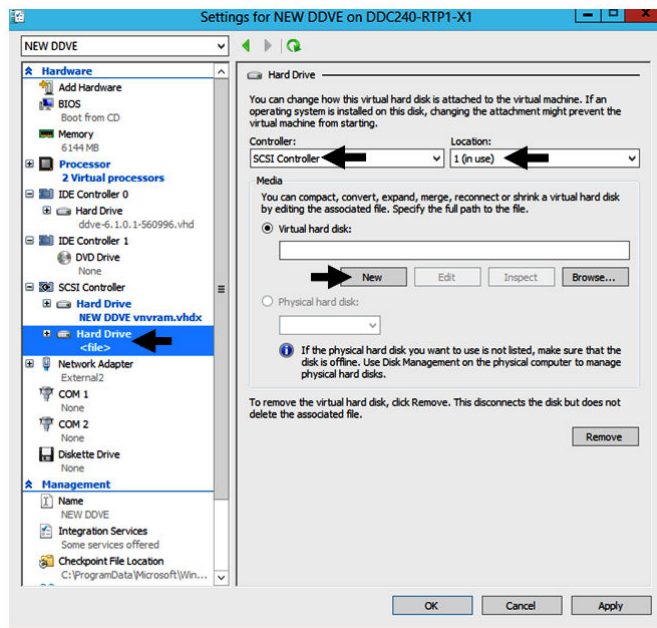 Settings for NEW DDVE on DDC240-RTP1-X1
NEW DDVE
Hardware
Add Hardware
BIOS
Boot from CD
Memory
6144 MB
Processor
2 Virtual processors
IDE Controller 0
Hard Drive
ddve-6.1.0.1-560996.vhd
IDE Controller 1
DVD Drive
None
SCSI Controller
Hard Drive
NEW DDVE vnvram.vhdx
Hard Drive
<file>
Network Adapter
External2
COM 1
None
COM 2
None
Diskette Drive
None
Management
Name
NEW DDVE
Integration Services
Some services offered
Checkpoint File Location
C:\ProgramData\Microsoft\Win...
Hard Drive
You can change how this virtual hard disk is attached to the virtual machine. If an
operating system is installed on this disk, changing the attachment might prevent the
virtual machine from starting.
Controller:
Location:
SCSI Controller
1 (in use)
Media
You can compact, convert, expand, merge, reconnect or shrink a virtual hard disk
by editing the associated file. Specify the full path to the file.
Virtual hard disk:
New
Edit
Inspect
Browse...
Physical hard disk:
If the physical hard disk you want to use is not listed, make sure that the
disk is offline. Use Disk Management on the physical computer to manage
physical hard disks.
To remove the virtual hard disk, click Remove. This disconnects the disk but does not
delete the associated file.
Remove
OK
Cancel
Apply